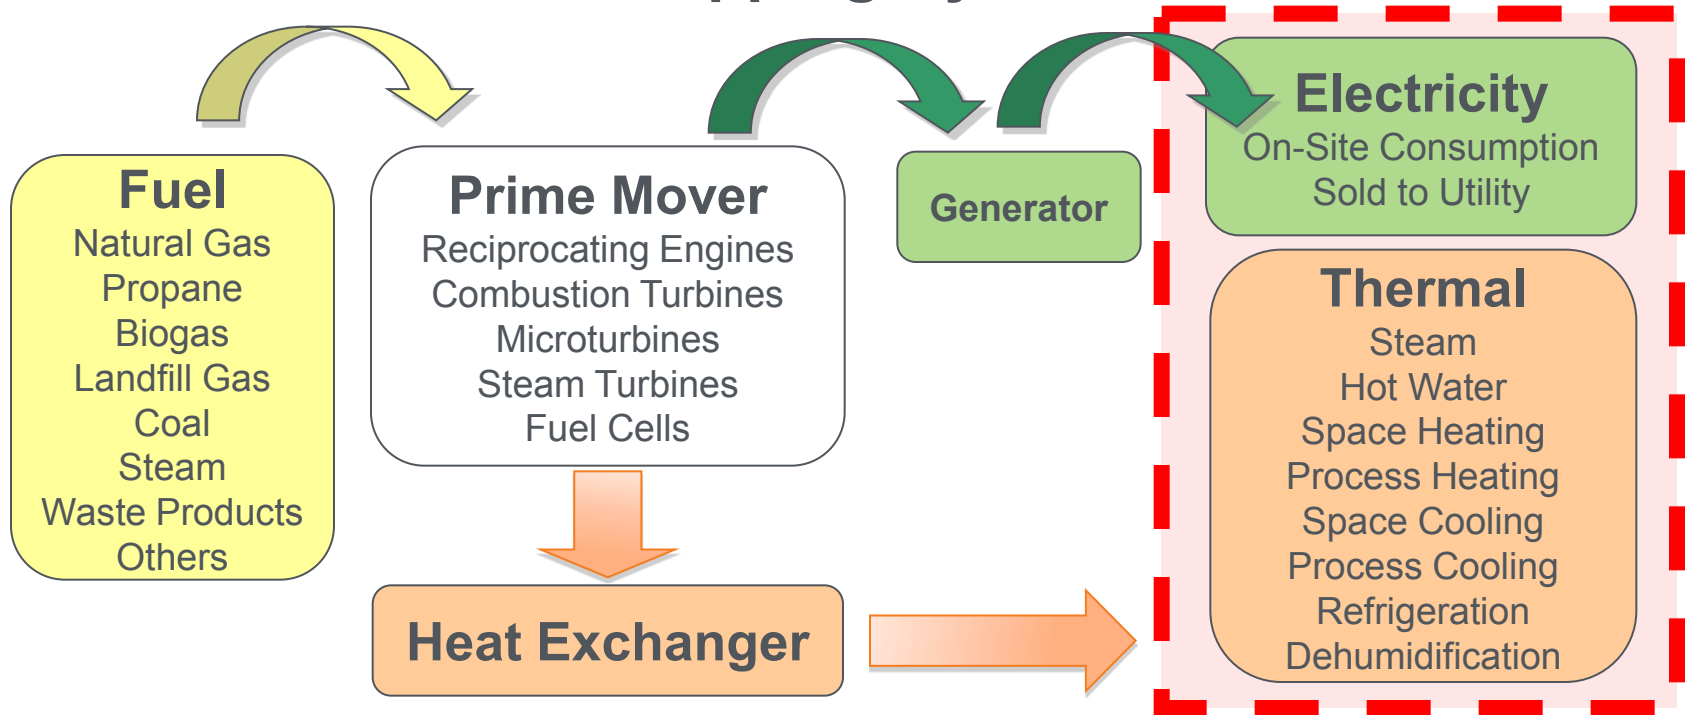 Fuel
Natural Gas
Propane
Biogas
Landfill Gas
Coal
Steam
Waste Products
Others
Prime Mover
Reciprocating Engines
Combustion Turbines
Microturbines
Steam Turbines
Fuel Cells
Generator
Heat Exchanger
Electricity
On-Site Consumption
Sold to Utility
Thermal
Steam
Hot Water
Space Heating
Process Heating
Space Cooling
Process Cooling
Refrigeration
Dehumidification